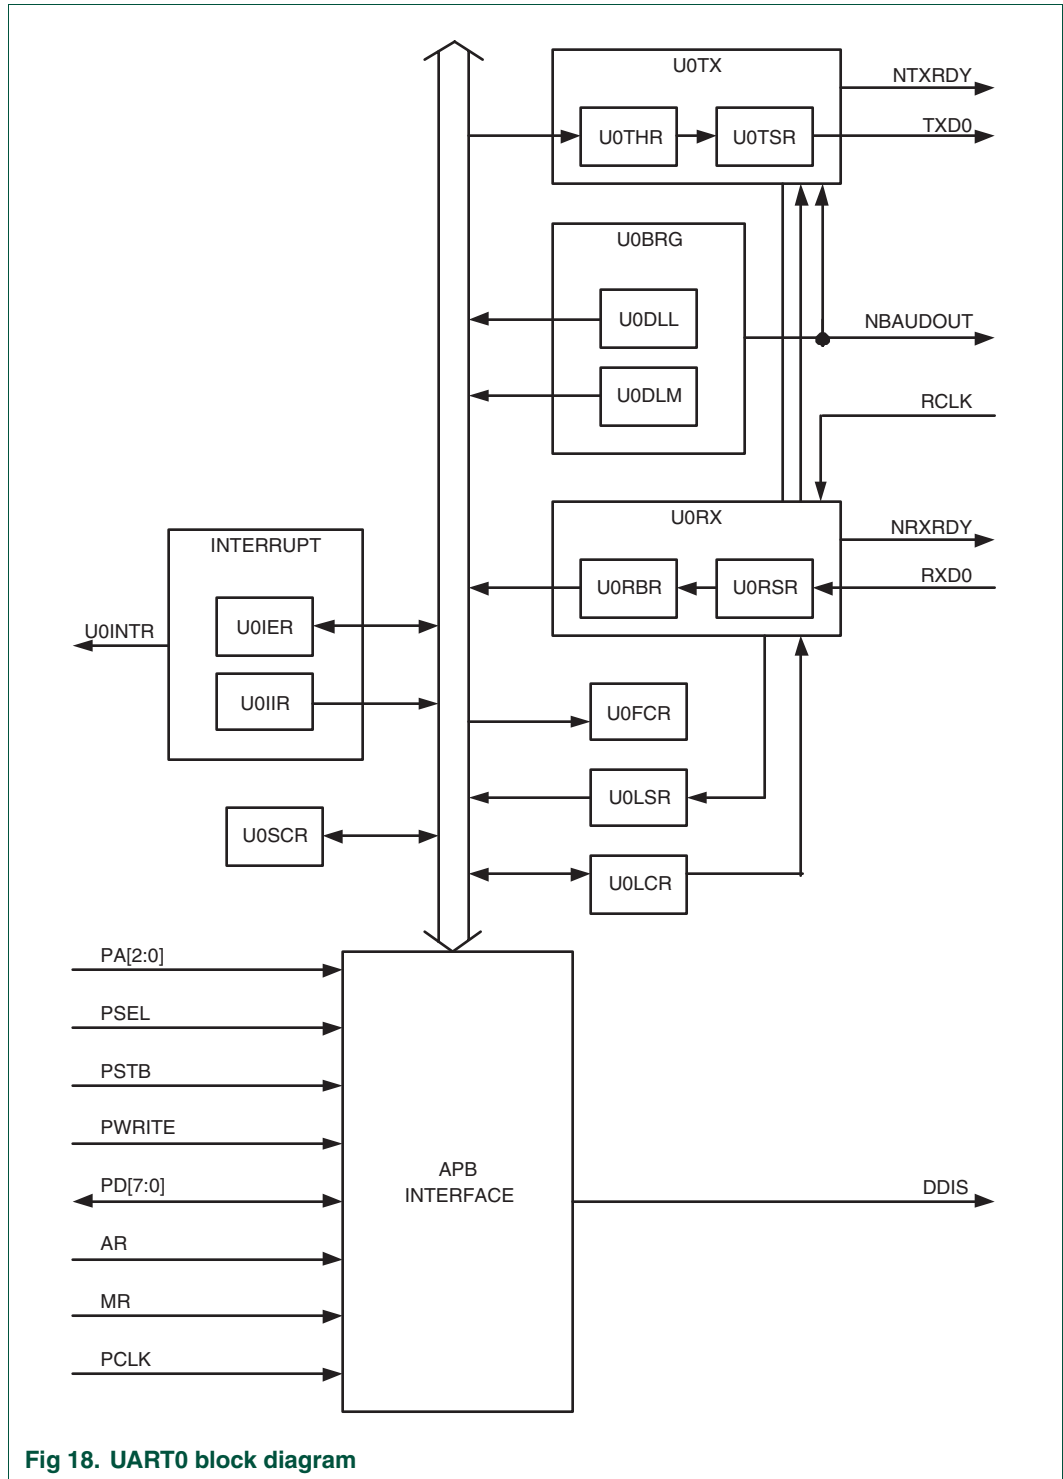 U0TX
NTXRDY
U0THR
U0TSR
TXD0
U0BRG
U0DLL
NBAUDOUT
U0DLM
RCLK
U0RX
NRXRDY
INTERRUPT
U0RBR
U0RSR
RXD0
U0IER
U0INTR
U0IIR
U0FCR
U0LSR
U0SCR
U0LCR
PA[2:0]
PSEL
PSTB
PWRITE
APB
INTERFACE
PD[7:0]
DDIS
AR
MR
PCLK
Fig 18. UART0 block diagram